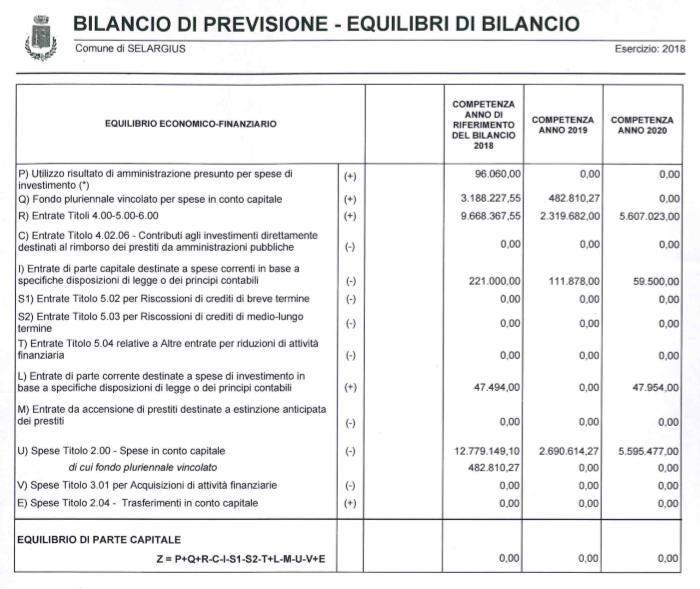 BILANCIO DI PREVISIONE - EQUILIBRI DI BILANCIO
Comune di SELARGIUS Esercizio: 2018
EQUILIBRIO ECONOMICO-FINANZIARIO
COMPETENZA ANNO DI RIFERIMENTO DEL BILANCIO 2018
COMPETENZA ANNO 2019
COMPETENZA ANNO 2020
P) Utilizzo risultato di amministrazione presunto per spese di
investimento (*) (+) 96.060,00 0,00 0,00
Q) Fondo pluriennale vincolato per spese in conto capitale (+) 3.188.227,55 482.810,27 0,00
R) Entrate Titoli 4.00-5.00-6.00 (+) 9.668.367,55 2.319.682,00 5.607.023,00
C) Entrate Titolo 4.02.06 - Contributi agli investimenti direttamente
destinati al rimborso dei prestiti da amministrazioni pubbliche (-) 0,00 0,00 0,00
I) Entrate di parte capitale destinate a spese correnti in base a
specifiche disposizioni di legge o dei principi contabili (-) 221.000,00 111.878,00 59.500,00
S1) Entrate Titolo 5.02 per Riscossioni di crediti di breve termine (-) 0,00 0,00 0,00
S2) Entrate Titolo 5.03 per Riscossioni di crediti di medio-lungo
termine (-) 0,00 0,00 0,00
T) Entrate Titolo 5.04 relative a Altre entrate per riduzioni di attività
finanziaria (-) 0,00 0,00 0,00
L) Entrate di parte corrente destinate a spese di investimento in
base a specifiche disposizioni di legge o dei principi contabili (+) 47.494,00 0,00 47.954,00
M) Entrate da accensione di prestiti destinate a estinzione anticipata
dei prestiti (-) 0,00 0,00 0,00
U) Spese Titolo 2.00 - Spese in conto capitale (-) 12.779.149,10 2.690.614,27 5.595.477,00
di cui fondo pluriennale vincolato 482.810,27 0,00 0,00
V) Spese Titolo 3.01 per Acquisizioni di attività finanziarie (-) 0,00 0,00 0,00
E) Spese Titolo 2.04 - Trasferimenti in conto capitale (+) 0,00 0,00 0,00
EQUILIBRIO DI PARTE CAPITALE
Z = P+Q+R-C-I-S1-S2-T+L-M-U-V+E 0,00 0,00 0,00